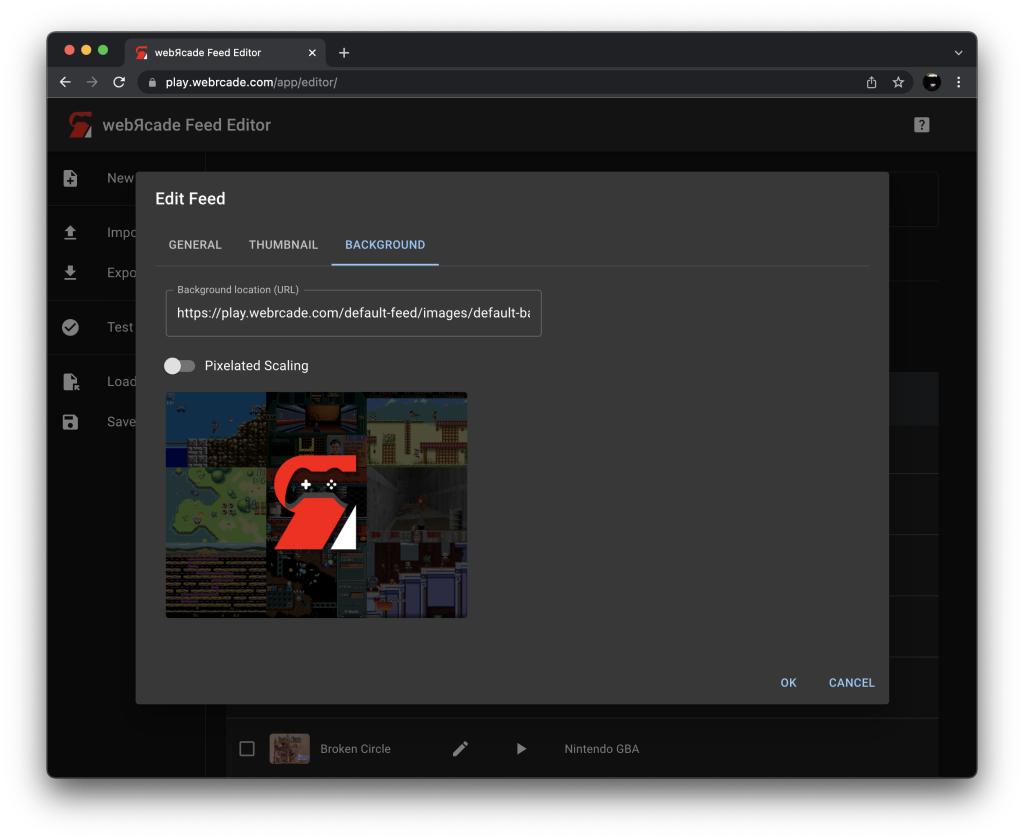 webЯcade Feed Editor
play.webrcade.com/app/editor/
webЯcade Feed Editor
New
Edit Feed
GENERAL THUMBNAIL BACKGROUND
Impo
Expo
Background location (URL)
https://play.webrcade.com/default-feed/images/default-ba
Test
Pixelated Scaling
Load
Save
OK CANCEL
Broken Circle Nintendo GBA